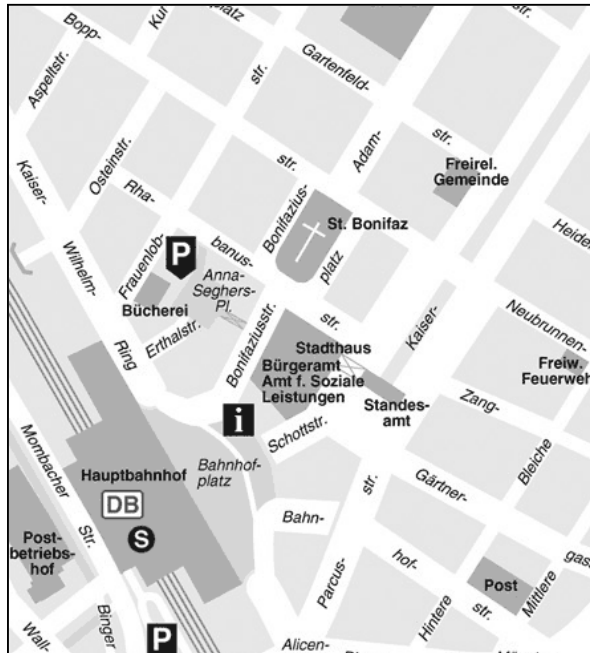 Bopp-
Kur
platz
Aspeltstr.
str.
Gartenfeld-
str.
Kaiser-
Osteinstr.
str.
Adam-
Freirel.
Gemeinde
Rha-
banus-
str.
Bonifazius-
platz
St. Bonifaz
Heide
Wilhelm-
Ring
Frauenlob-
P
Anna-
Seghers-
Pl.
Bücherei
Erthalstr.
Bonifaziusstr.
Kaiser-
Neubrunnen-
Stadthaus
Bürgeramt
Amt f. Soziale
Leistungen
Freiw.
Feuerweh
Standes-
amt
Zang-
i
Schottstr.
Bleiche
Mombacher
Str.
Hauptbahnhof
DB
S
Bahnhof-
platz
str.
Gärtner-
gas
Bahn-
hof-
str.
Post-
betriebs-
hof
Parcus-
Post
Mittlere
Hintere
Binger
Wall-
P
Alicen-